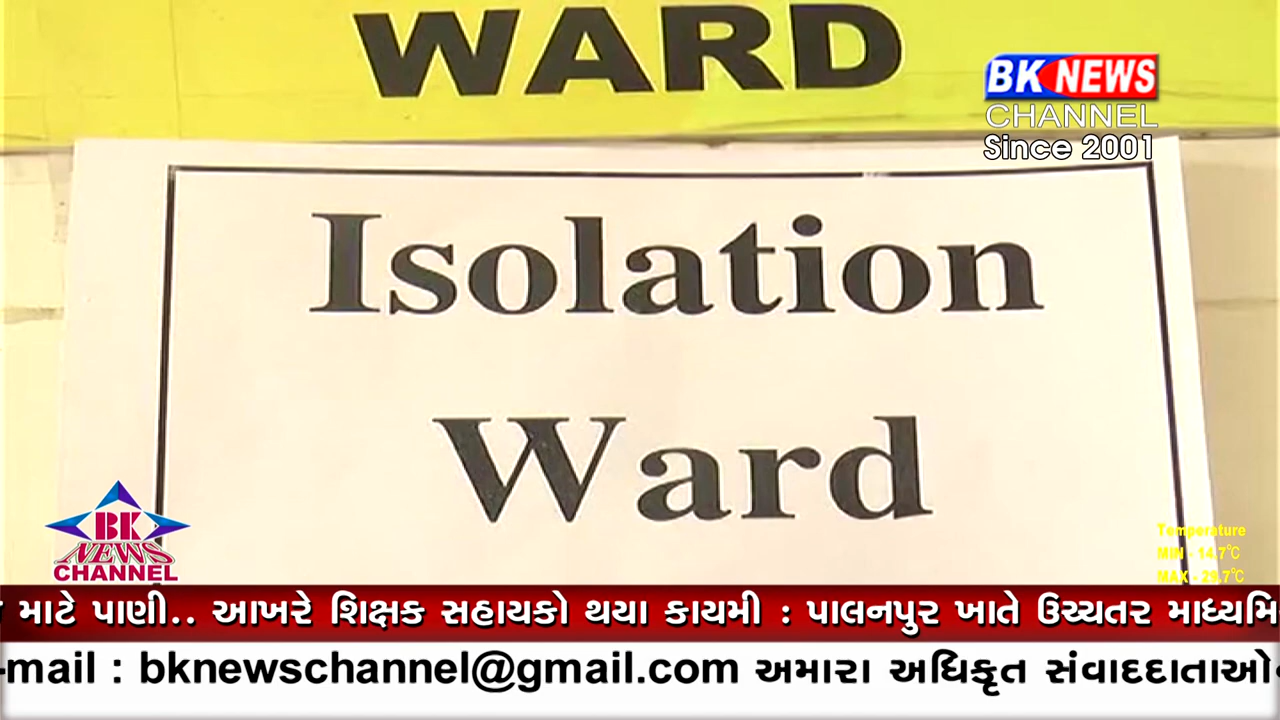 WARD
BK NEWS
CHANNEL
Since 2001
Isolation
Ward
BK
NEWS
CHANNEL
Temperature
MIN - 14.7°C
MAX - 29.7°C
માટે પાણી.. આખરે શિક્ષક સહાયકો થયા કાયમી : પાલનપુર ખાતે ઉચ્ચતર માધ્યમિ
-mail : bknewschannel@gmail.com અમારા અધિકૃત સંવાદદાતાઓ